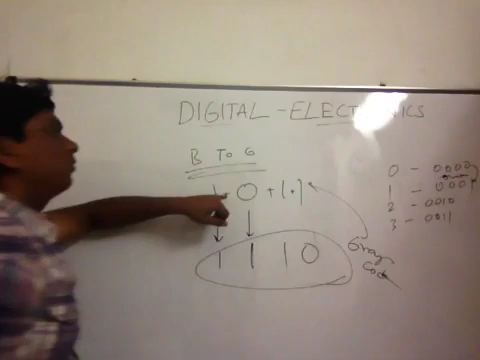 DIGITAL - ELECTRONICS
B TO G
1 0 + 1 . 1
1 1 1 0
Gray
Code
0 - 0000
1 - 0001
2 - 0010
3 - 0011